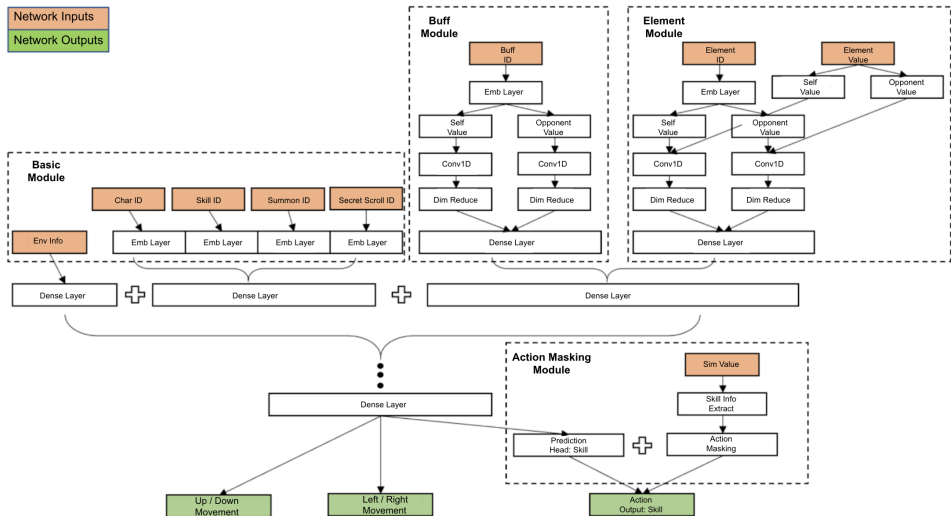 Network Inputs
Network Outputs
Buff
Module
Buff
ID
Emb Layer
Self
Value
Opponent
Value
Conv1D
Conv1D
Dim Reduce
Dim Reduce
Dense Layer
Element
Module
Element
ID
Element
Value
Emb Layer
Self
Value
Opponent
Value
Self
Value
Opponent
Value
Conv1D
Conv1D
Dim Reduce
Dim Reduce
Dense Layer
Basic
Module
Char ID
Skill ID
Summon ID
Secret Scroll ID
Env Info
Emb Layer
Emb Layer
Emb Layer
Emb Layer
Dense Layer
Dense Layer
Dense Layer
Dense Layer
Action Masking
Module
Sim Value
Skill Info
Extract
Prediction
Head: Skill
Action
Masking
Up / Down
Movement
Left / Right
Movement
Action
Output: Skill